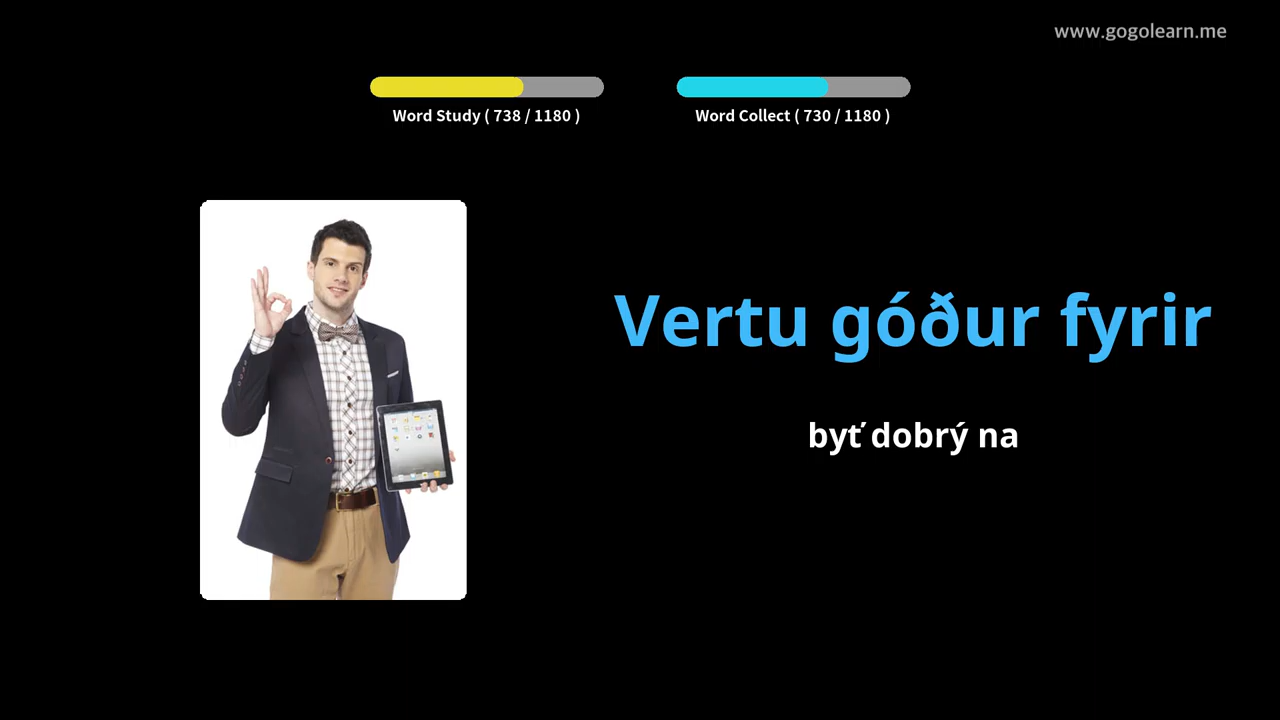 www.gogolearn.me
Word Study ( 738 / 1180 )
Word Collect ( 730 / 1180 )
Vertu góður fyrir
byť dobrý na